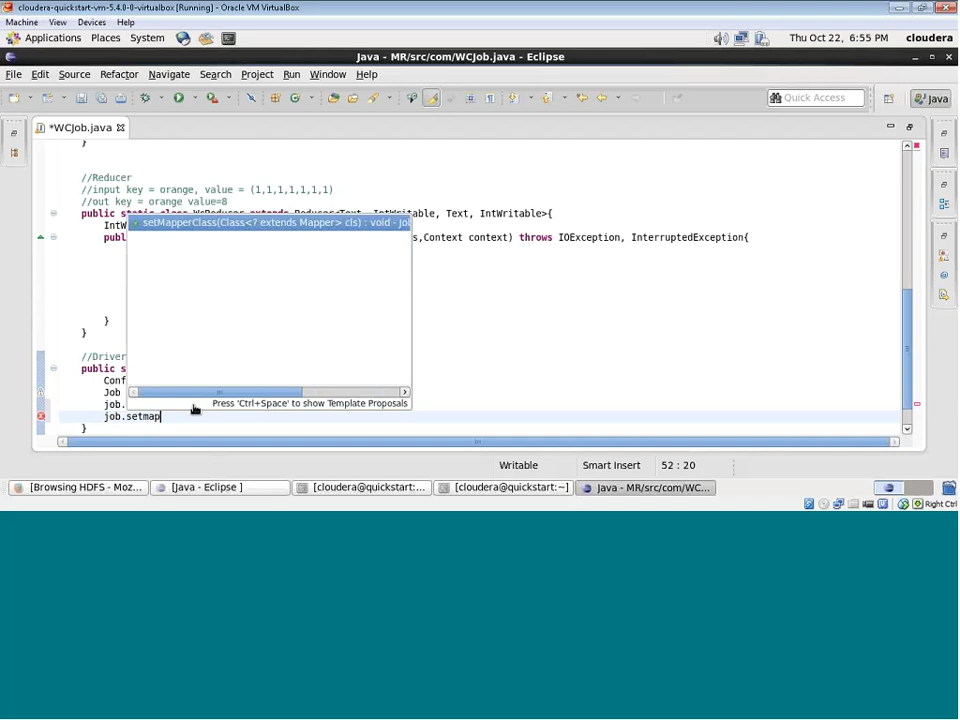 cloudera-quickstart-vm-5.4.0-0-virtualbox [Running] - Oracle VM VirtualBox
Machine View Devices Help
Applications Places System Thu Oct 22, 6:55 PM cloudera
Java - MR/src/com/WCJob.java - Eclipse
File Edit Source Refactor Navigate Search Project Run Window Help
Quick Access Java
*WCJob.java
}
//Reducer
//input key = orange, value = (1,1,1,1,1,1,1)
//out key = orange value=8
public static class WcReducer extends Reducer<Text, IntWritable, Text, IntWritable>{
setMapperClass(Class<? extends Mapper> cls) : void - Jo
IntW
publ s,Context context) throws IOException, InterruptedException{
}
}
//Driver
public s
Conf
Job
job.
Press 'Ctrl+Space' to show Template Proposals
job.setmap
}
Writable Smart Insert 52 : 20
[Browsing HDFS - Moz... [Java - Eclipse ] [cloudera@quickstart:... [cloudera@quickstart:~] Java - MR/src/com/WC...
Right Ctrl